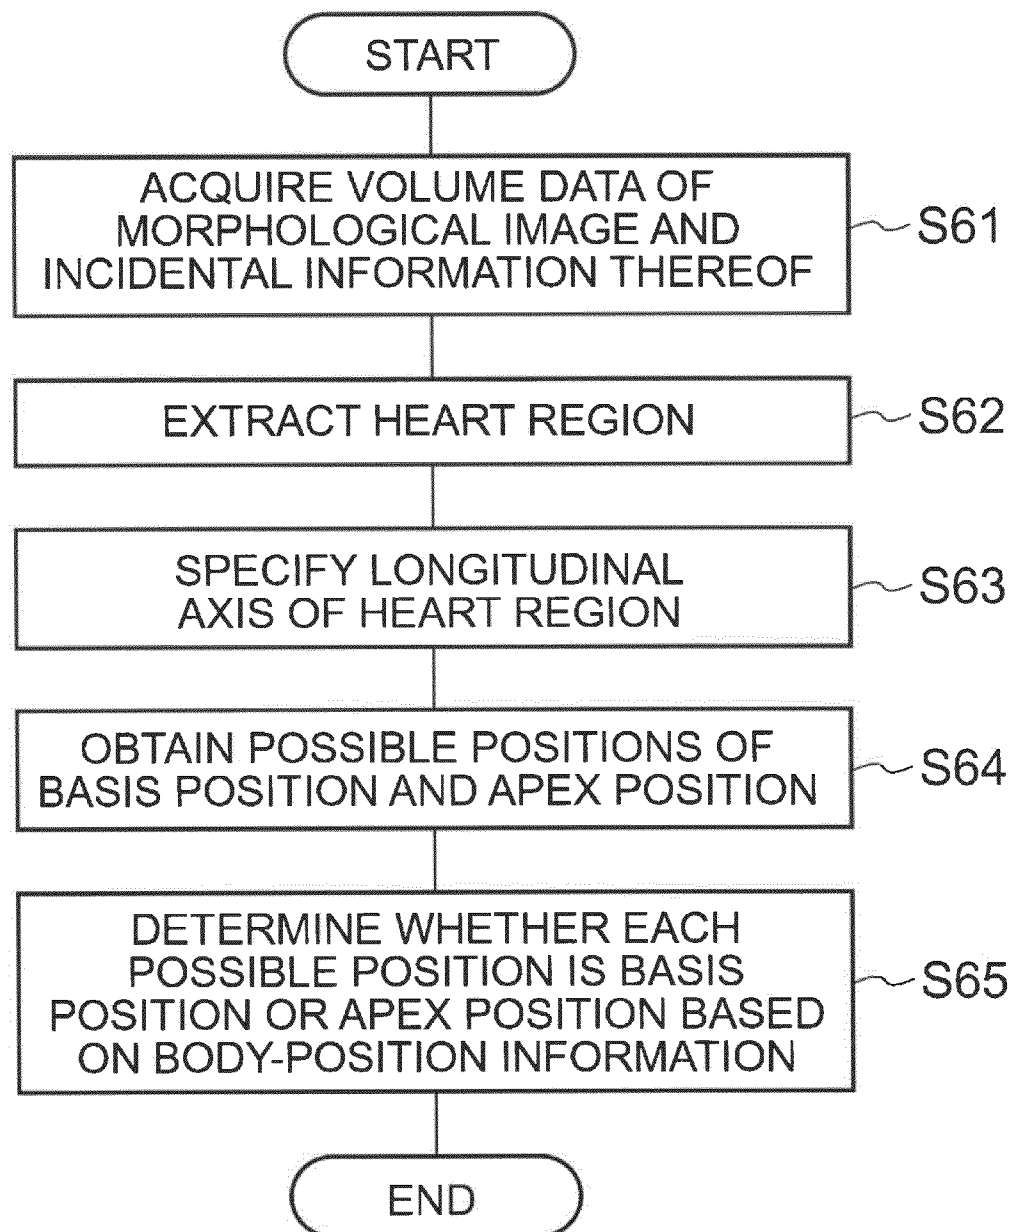 START
ACQUIRE VOLUME DATA OF
MORPHOLOGICAL IMAGE AND
INCIDENTAL INFORMATION THEREOF
S61
EXTRACT HEART REGION
S62
SPECIFY LONGITUDINAL
AXIS OF HEART REGION
S63
OBTAIN POSSIBLE POSITIONS OF
BASIS POSITION AND APEX POSITION
S64
DETERMINE WHETHER EACH
POSSIBLE POSITION IS BASIS
POSITION OR APEX POSITION BASED
ON BODY-POSITION INFORMATION
S65
END